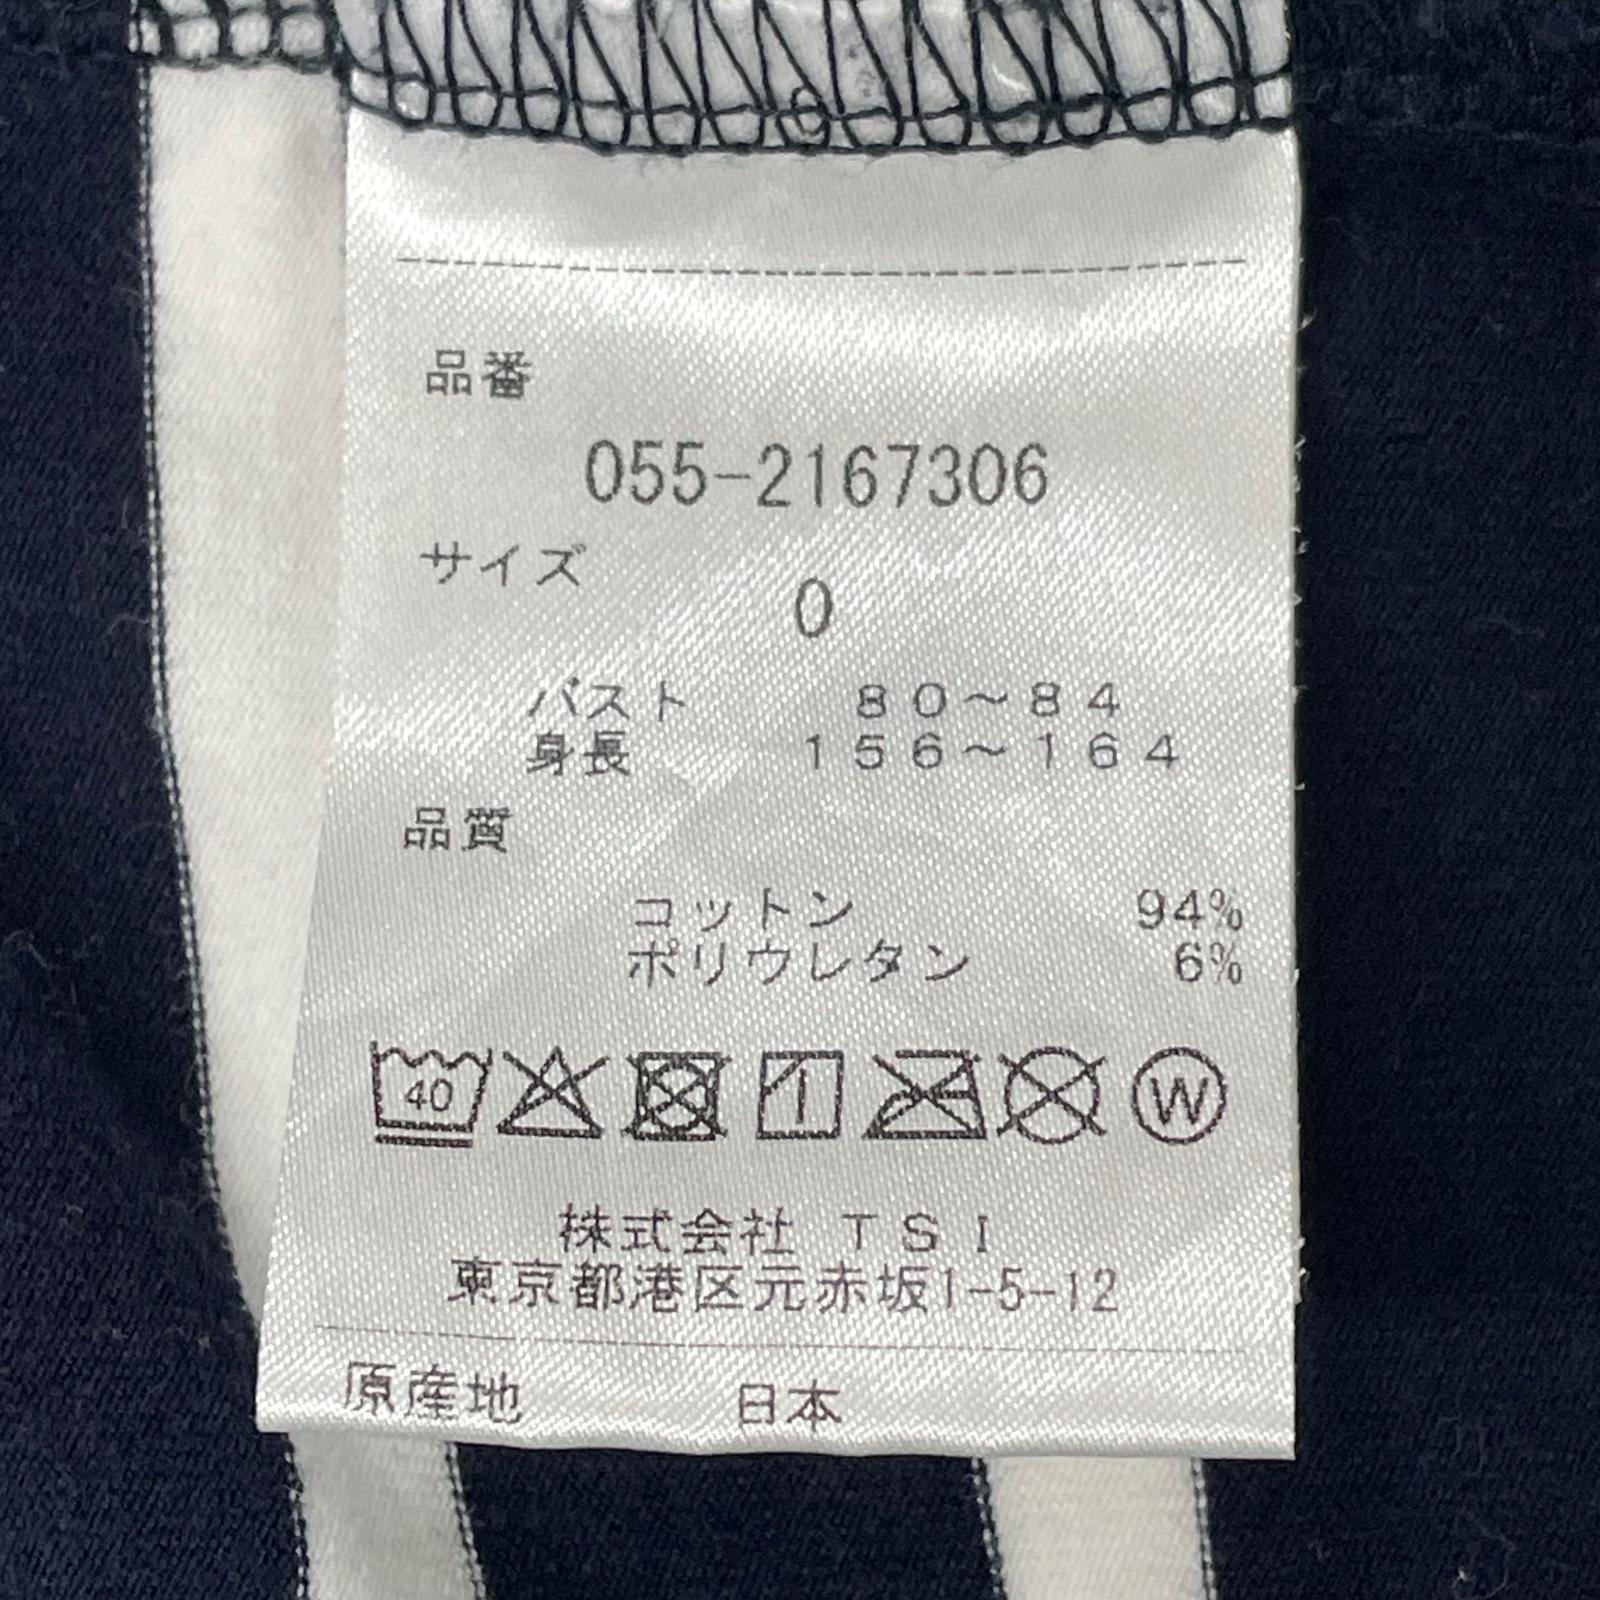 品番
055-2167306
サイズ
0
バスト 80～84
身長 156～164
品質
コットン 94%
ポリウレタン 6%
40
W
株式会社 TSI
東京都港区元赤坂1-5-12
原産地 日本